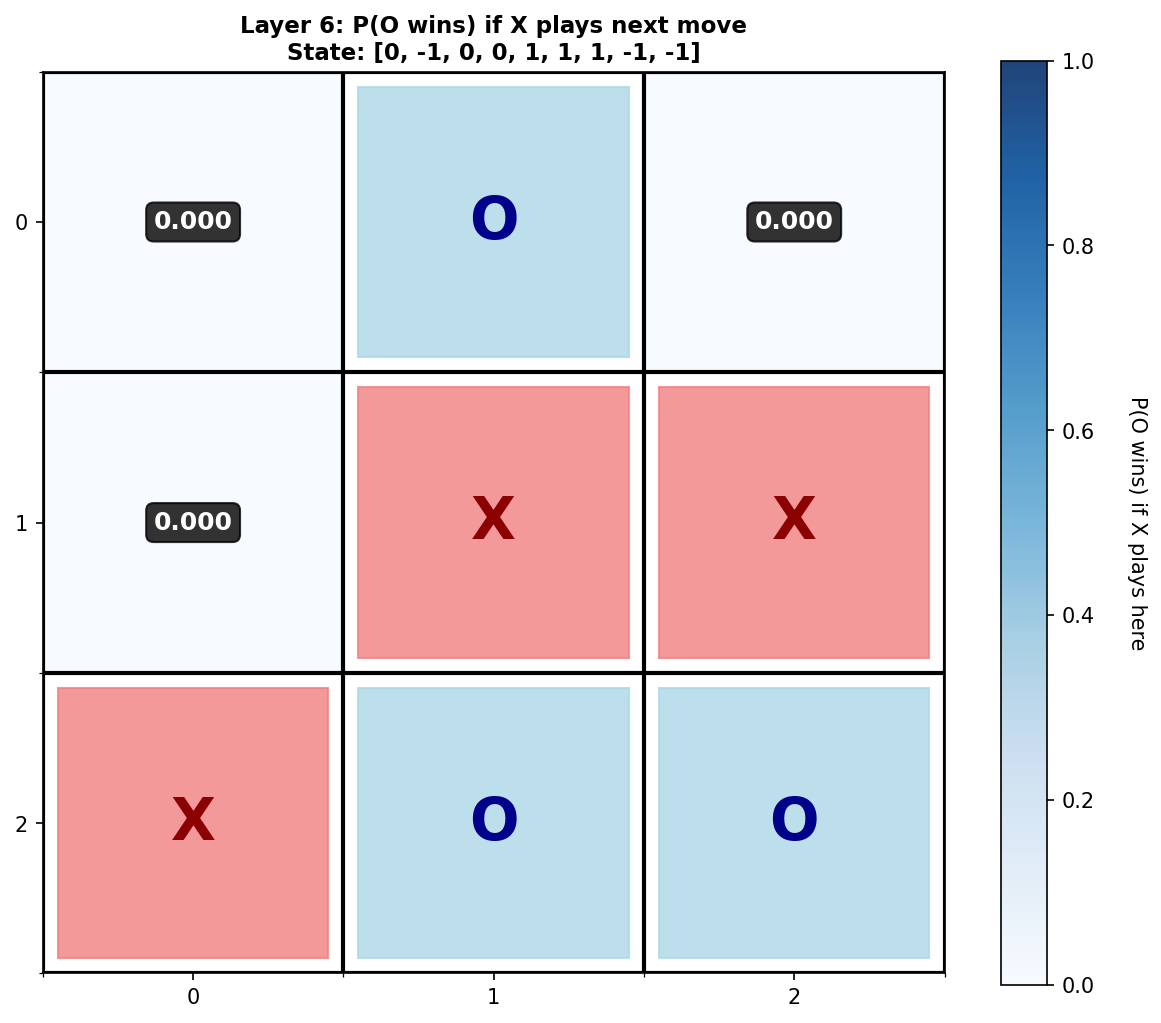 Layer 6: P(O wins) if X plays next move
State: [0, -1, 0, 0, 1, 1, 1, -1, -1]
0
0.000
O
0.000
1
0.000
X
X
2
X
O
O
0
1
2
1.0
0.8
0.6
0.4
0.2
0.0
P(O wins) if X plays here